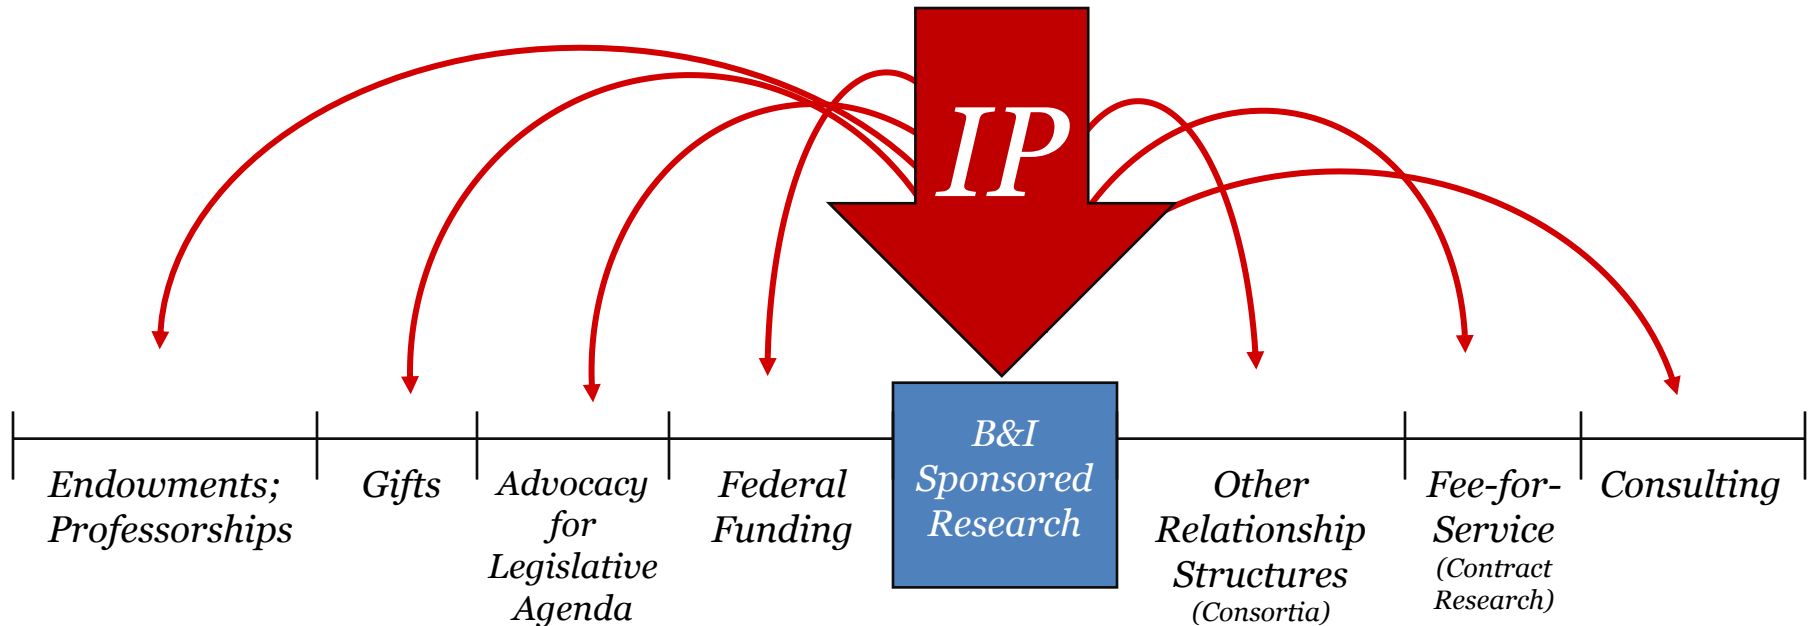 IP
Endowments;
Professorships
Gifts
Advocacy
for
Legislative
Agenda
Federal
Funding
B&I
Sponsored
Research
Other
Relationship
Structures
(Consortia)
Fee-for-
Service
(Contract
Research)
Consulting